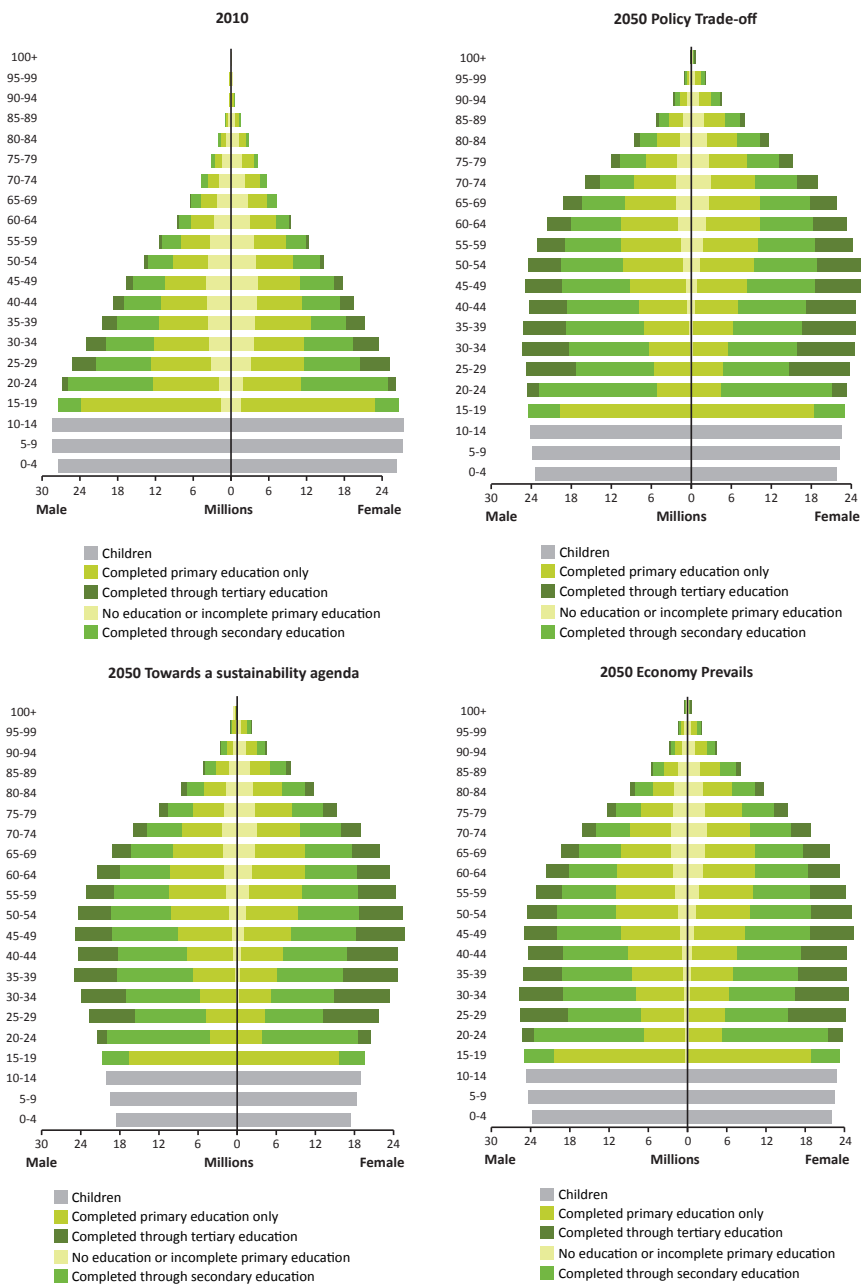 2010
100+
95-99
90-94
85-89
80-84
75-79
70-74
65-69
60-64
55-59
50-54
45-49
40-44
35-39
30-34
25-29
20-24
15-19
10-14
5-9
0-4
30 24 18 12 6 0 6 12 18 24
Male Millions Female
Children
Completed primary education only
Completed through tertiary education
No education or incomplete primary education
Completed through secondary education
2050 Policy Trade-off
100+
95-99
90-94
85-89
80-84
75-79
70-74
65-69
60-64
55-59
50-54
45-49
40-44
35-39
30-34
25-29
20-24
15-19
10-14
5-9
0-4
30 24 18 12 6 0 6 12 18 24
Male Millions Female
Children
Completed primary education only
Completed through tertiary education
No education or incomplete primary education
Completed through secondary education
2050 Towards a sustainability agenda
100+
95-99
90-94
85-89
80-84
75-79
70-74
65-69
60-64
55-59
50-54
45-49
40-44
35-39
30-34
25-29
20-24
15-19
10-14
5-9
0-4
30 24 18 12 6 0 6 12 18 24
Male Millions Female
Children
Completed primary education only
Completed through tertiary education
No education or incomplete primary education
Completed through secondary education
2050 Economy Prevails
100+
95-99
90-94
85-89
80-84
75-79
70-74
65-69
60-64
55-59
50-54
45-49
40-44
35-39
30-34
25-29
20-24
15-19
10-14
5-9
0-4
30 24 18 12 6 0 6 12 18 24
Male Millions Female
Children
Completed primary education only
Completed through tertiary education
No education or incomplete primary education
Completed through secondary education